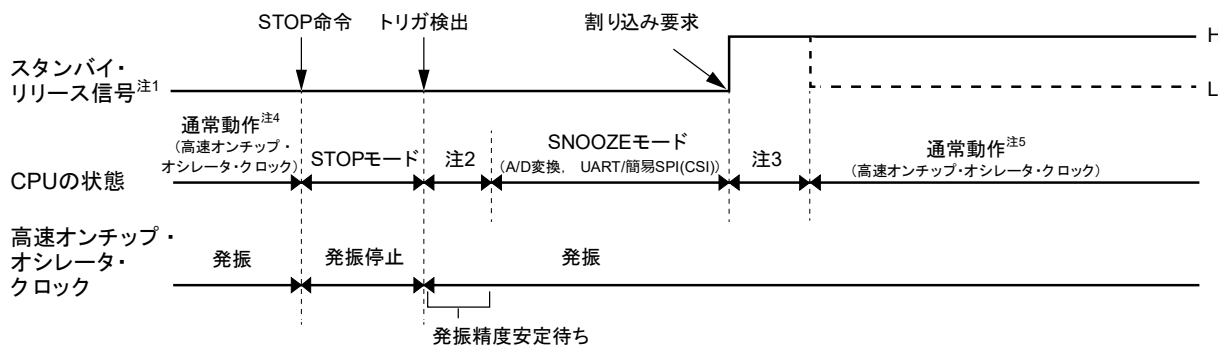 STOP命令 トリガ検出 割り込み要求
H
スタンバイ・
リリース信号注1
L
通常動作注4
（高速オンチップ・
オシレータ・クロック）
STOPモード
注2
SNOOZEモード
（A/D変換， UART/簡易SPI(CSI)）
注3
通常動作注5
（高速オンチップ・オシレータ・クロック）
CPUの状態
高速オンチップ・
オシレータ・
クロック
発振 発振停止 発振
発振精度安定待ち